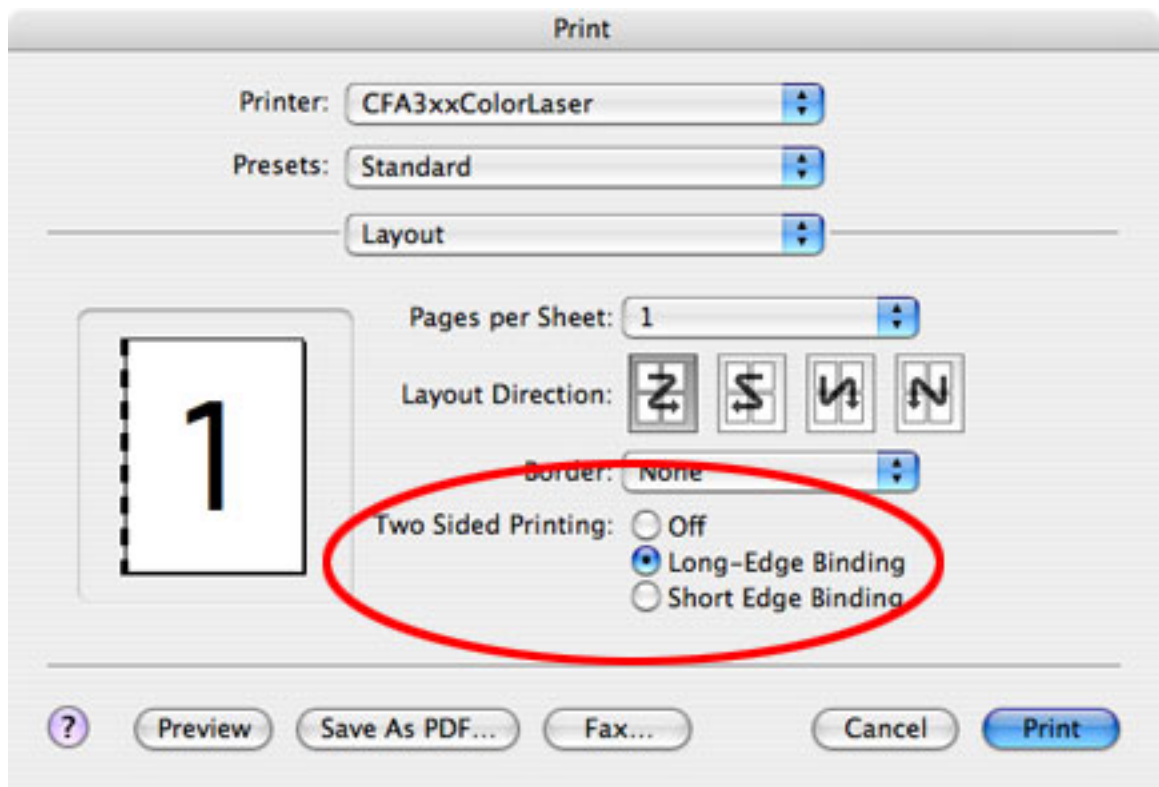 Print
Printer: CFA3xxColorLaser
Presets: Standard
Layout
Pages per Sheet: 1
1
Layout Direction:
Border: None
Two Sided Printing: Off
Long-Edge Binding
Short Edge Binding
? Preview Save As PDF... Fax... Cancel Print